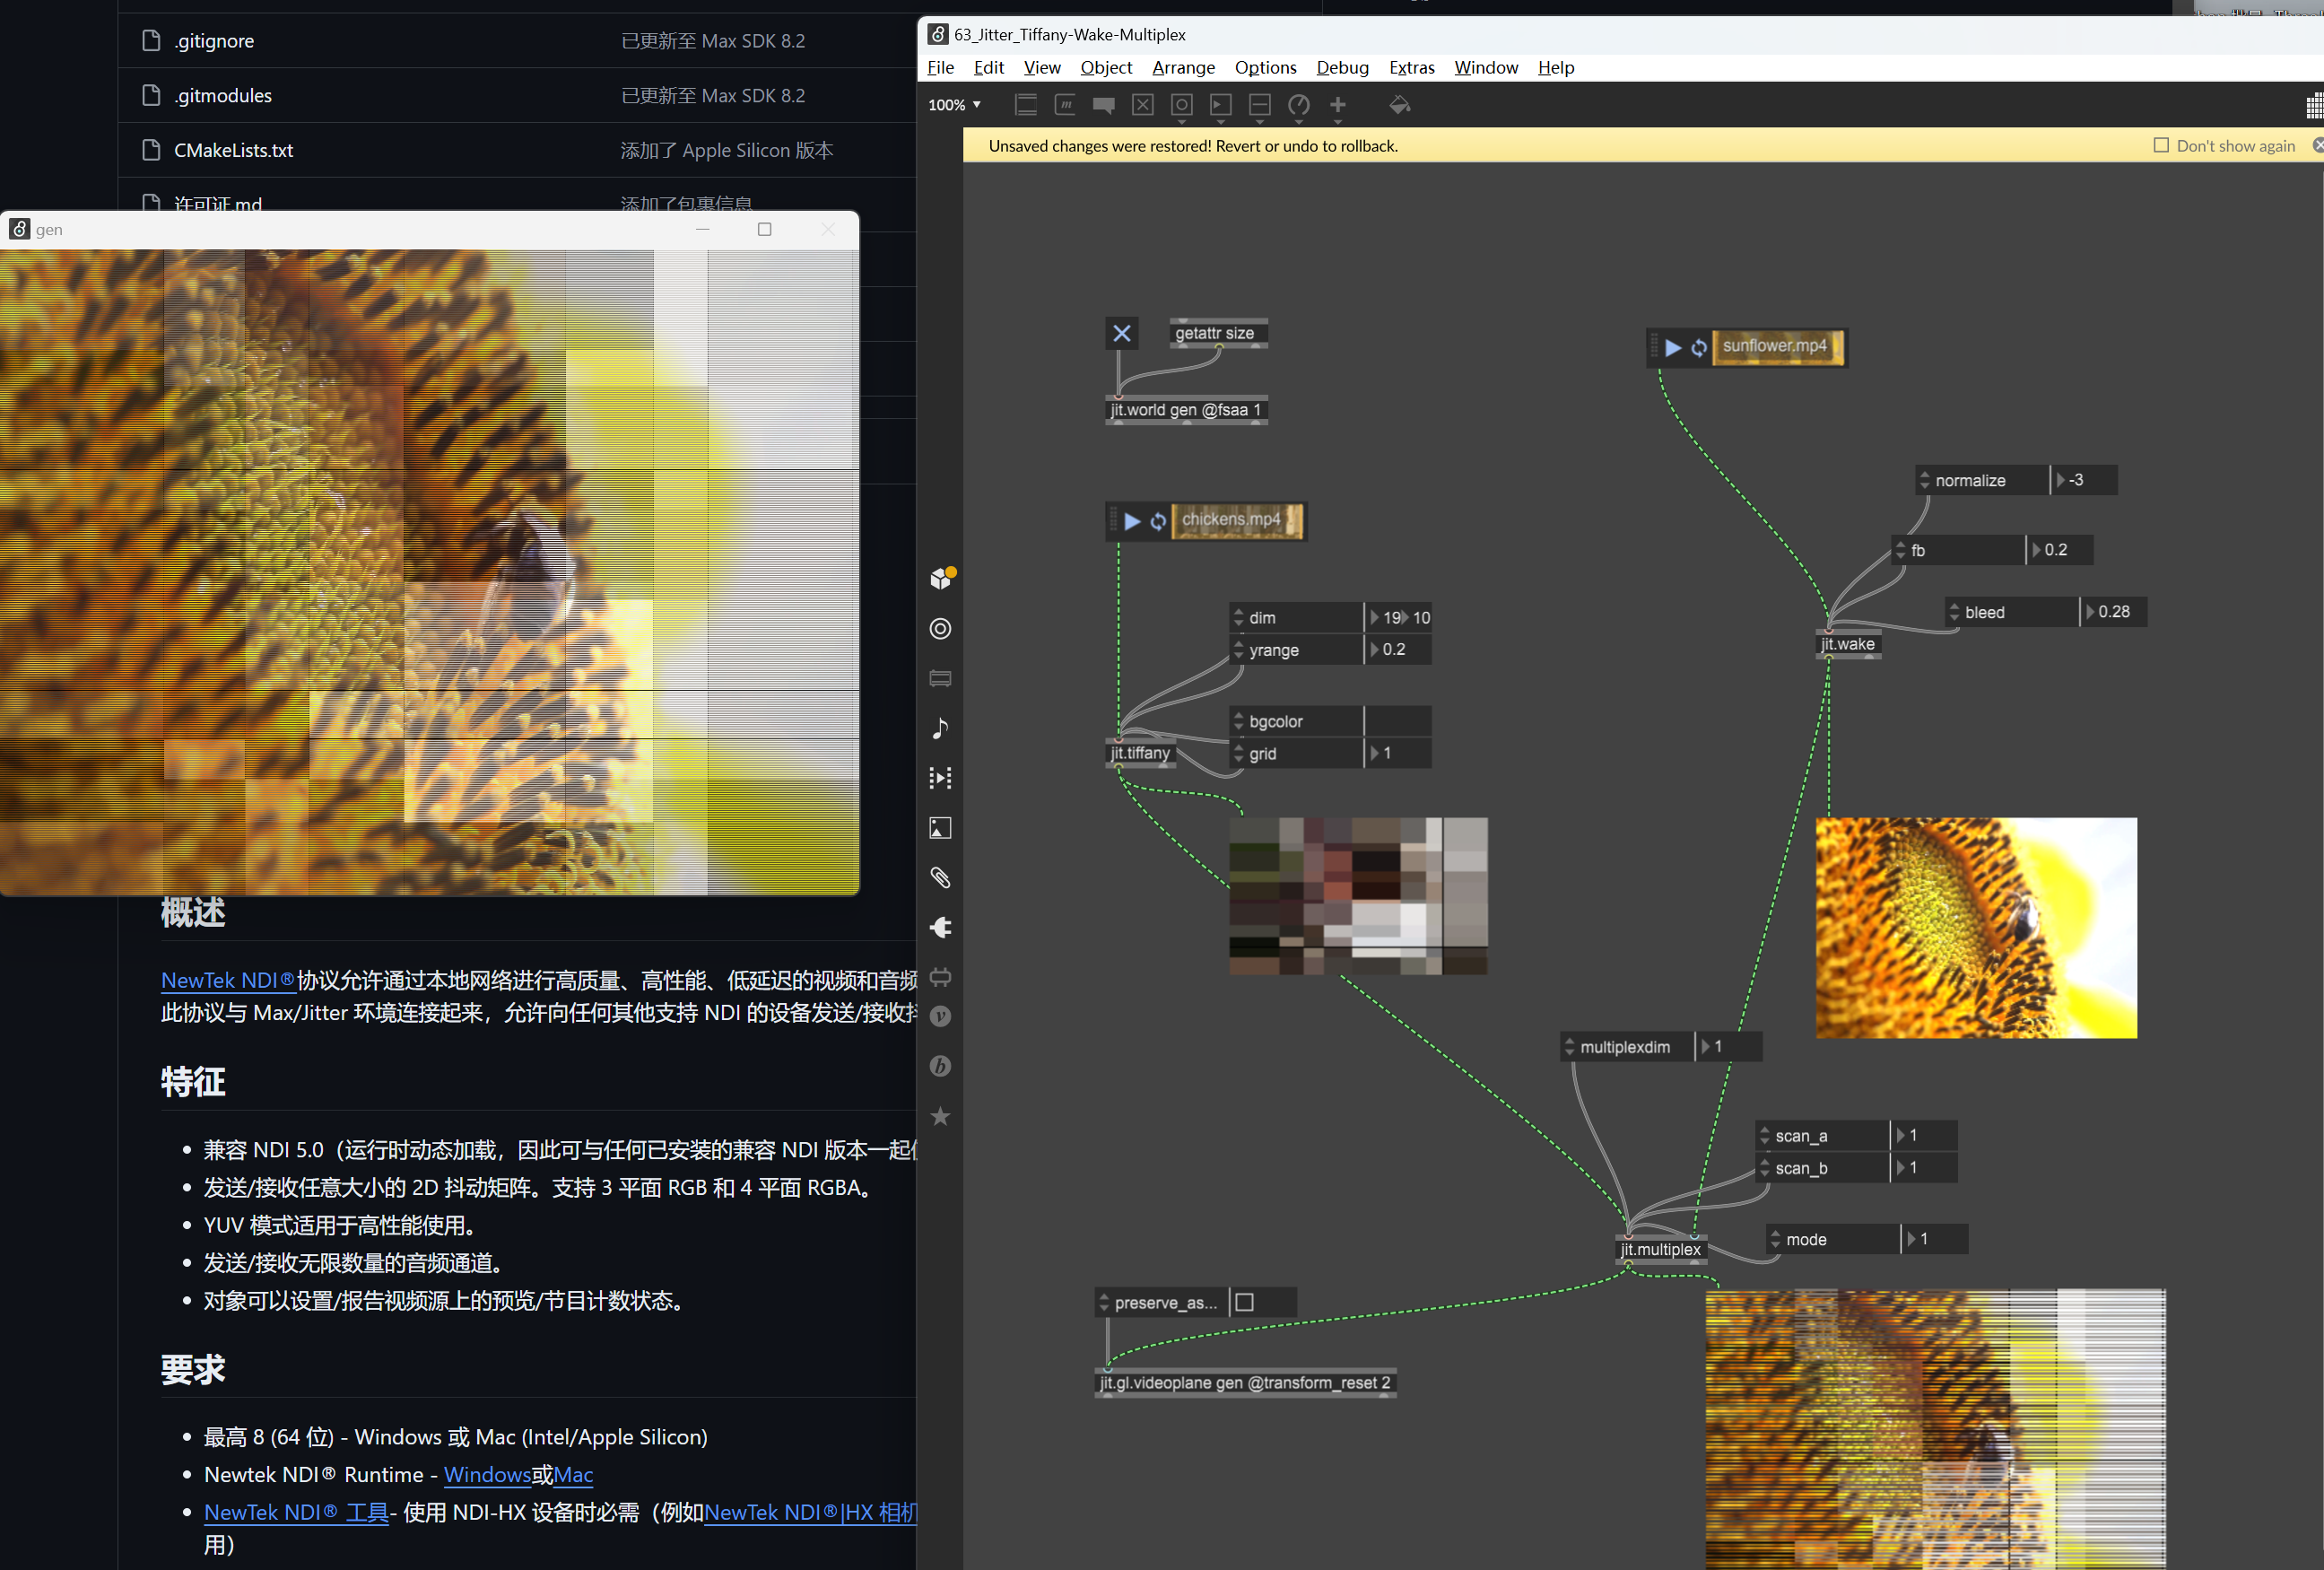 .gitignore 已更新至 Max SDK 8.2
.gitmodules 已更新至 Max SDK 8.2
CMakeLists.txt 添加了 Apple Silicon 版本
许可证.md 添加了包裹信息
gen
概述
NewTek NDI®协议允许通过本地网络进行高质量、高性能、低延迟的视频和音频
此协议与 Max/Jitter 环境连接起来，允许向任何其他支持 NDI 的设备发送/接收抖
特征
兼容 NDI 5.0（运行时动态加载，因此可与任何已安装的兼容 NDI 版本一起
发送/接收任意大小的 2D 抖动矩阵。支持 3 平面 RGB 和 4 平面 RGBA。
YUV 模式适用于高性能使用。
发送/接收无限数量的音频通道。
对象可以设置/报告视频源上的预览/节目计数状态。
要求
最高 8 (64 位) - Windows 或 Mac (Intel/Apple Silicon)
Newtek NDI® Runtime - Windows或Mac
NewTek NDI® 工具- 使用 NDI-HX 设备时必需（例如NewTek NDI®|HX 相机
用）
63_Jitter_Tiffany-Wake-Multiplex
File Edit View Object Arrange Options Debug Extras Window Help
100%
Unsaved changes were restored! Revert or undo to rollback. Don't show again
getattr size
jit.world gen @fsaa 1
sunflower.mp4
chickens.mp4
normalize -3
fb 0.2
bleed 0.28
jit.wake
dim 19 10
yrange 0.2
bgcolor
grid 1
jit.tiffany
multiplexdim 1
scan_a 1
scan_b 1
mode 1
jit.multiplex
preserve_as...
jit.gl.videoplane gen @transform_reset 2